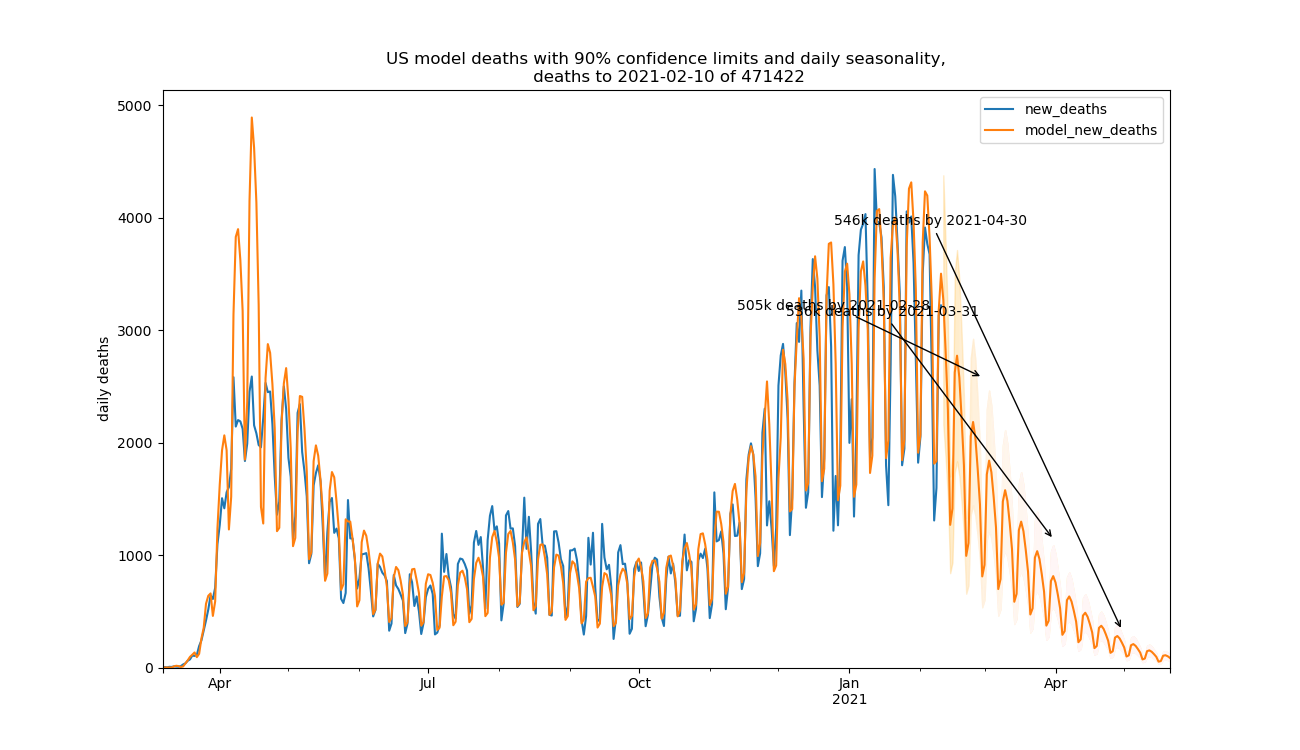 US model deaths with 90% confidence limits and daily seasonality,
deaths to 2021-02-10 of 471422
new_deaths
model_new_deaths
daily deaths
5000
4000
3000
2000
1000
0
546k deaths by 2021-04-30
505k deaths by 2021-02-28
536k deaths by 2021-03-31
Apr
Jul
Oct
Jan
2021
Apr